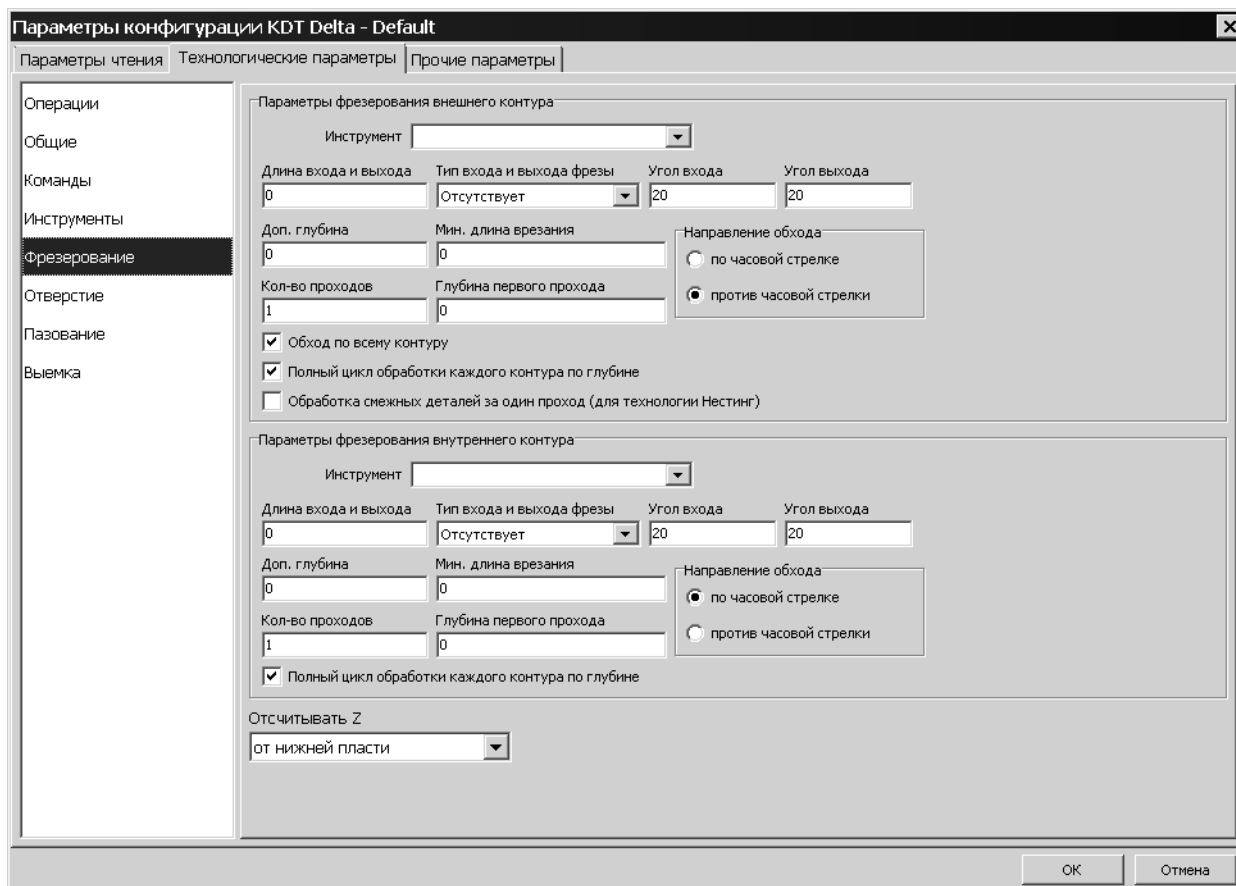 Параметры конфигурации KDT Delta - Default
Параметры чтения Технологические параметры Прочие параметры
Операции
Общие
Команды
Инструменты
Фрезерование
Отверстие
Пазование
Выемка
Параметры фрезерования внешнего контура
Инструмент
Длина входа и выхода Тип входа и выхода фрезы Угол входа Угол выхода
0 Отсутствует 20 20
Доп. глубина Мин. длина врезания Направление обхода
0 0 по часовой стрелке
Кол-во проходов Глубина первого прохода против часовой стрелки
1 0
Обход по всему контуру
Полный цикл обработки каждого контура по глубине
Обработка смежных деталей за один проход (для технологии Нестинг)
Параметры фрезерования внутреннего контура
Инструмент
Длина входа и выхода Тип входа и выхода фрезы Угол входа Угол выхода
0 Отсутствует 20 20
Доп. глубина Мин. длина врезания Направление обхода
0 0 по часовой стрелке
Кол-во проходов Глубина первого прохода против часовой стрелки
1 0
Полный цикл обработки каждого контура по глубине
Отсчитывать Z
от нижней пласти
ОК Отмена